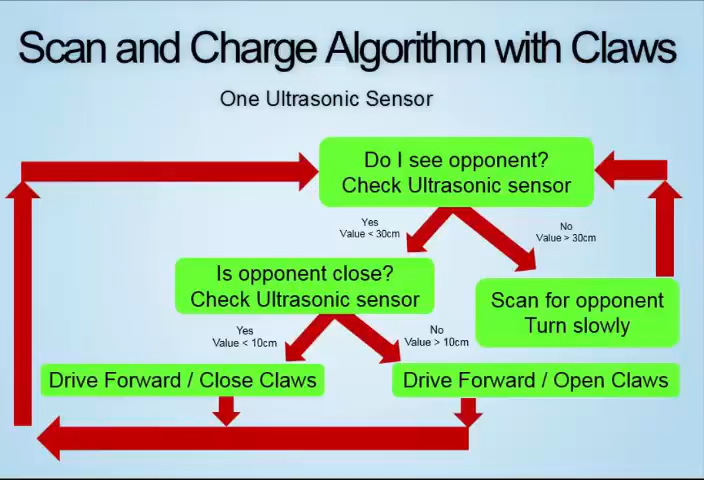 Scan and Charge Algorithm with Claws
One Ultrasonic Sensor
Do I see opponent?
Check Ultrasonic sensor
Yes
Value < 30cm
No
Value > 30cm
Is opponent close?
Check Ultrasonic sensor
Scan for opponent
Turn slowly
Yes
Value < 10cm
No
Value > 10cm
Drive Forward / Close Claws
Drive Forward / Open Claws